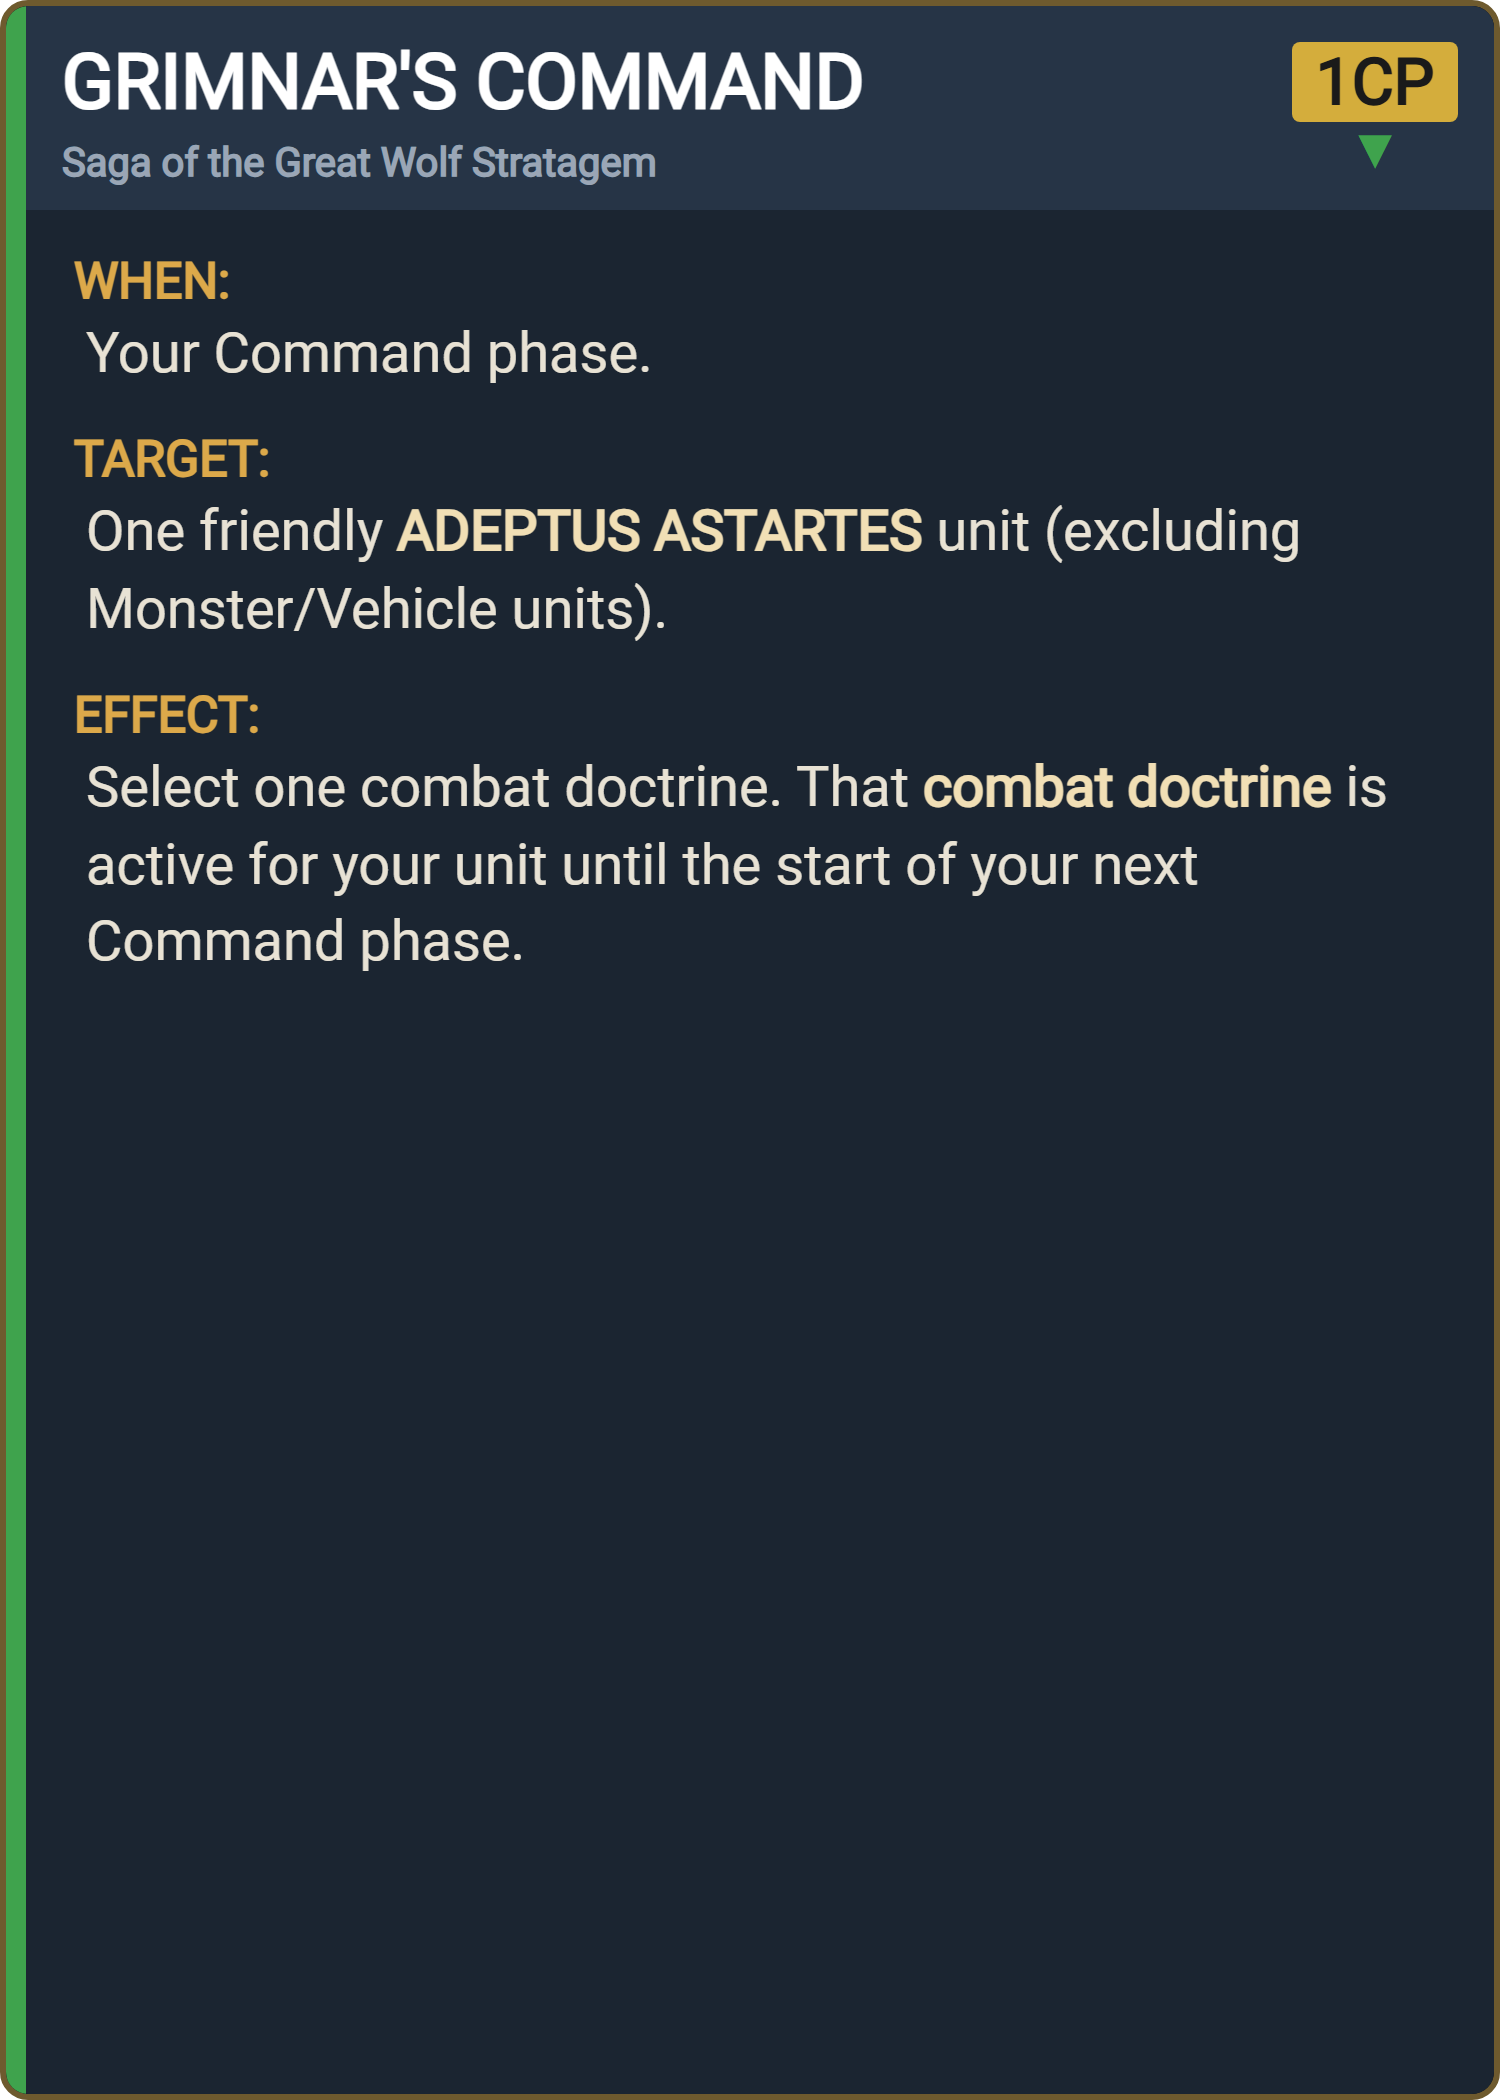 GRIMNAR'S COMMAND
1CP
Saga of the Great Wolf Stratagem
WHEN:
Your Command phase.
TARGET:
One friendly ADEPTUS ASTARTES unit (excluding
Monster/Vehicle units).
EFFECT:
Select one combat doctrine. That combat doctrine is
active for your unit until the start of your next
Command phase.